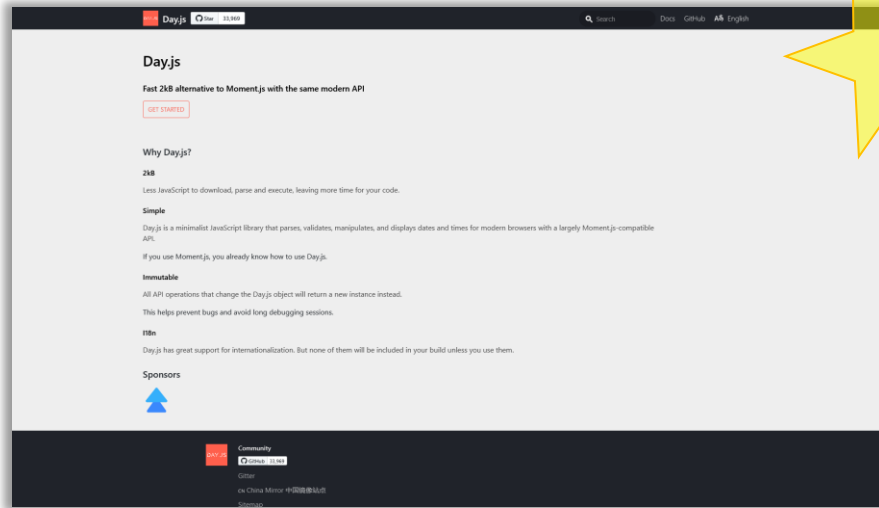 DAY.JS Day.js Star 33,969 Search Docs GitHub English
Day.js
Fast 2kB alternative to Moment.js with the same modern API
GET STARTED
Why Day.js?
2kB
Less JavaScript to download, parse and execute, leaving more time for your code.
Simple
Day.js is a minimalist JavaScript library that parses, validates, manipulates, and displays dates and times for modern browsers with a largely Moment.js-compatible
API.
If you use Moment.js, you already know how to use Day.js.
Immutable
All API operations that change the Day.js object will return a new instance instead.
This helps prevent bugs and avoid long debugging sessions.
I18n
Day.js has great support for internationalization. But none of them will be included in your build unless you use them.
Sponsors
DAY.JS
Community
GitHub 33,969
Gitter
China Mirror 中国镜像站点
Sitemap